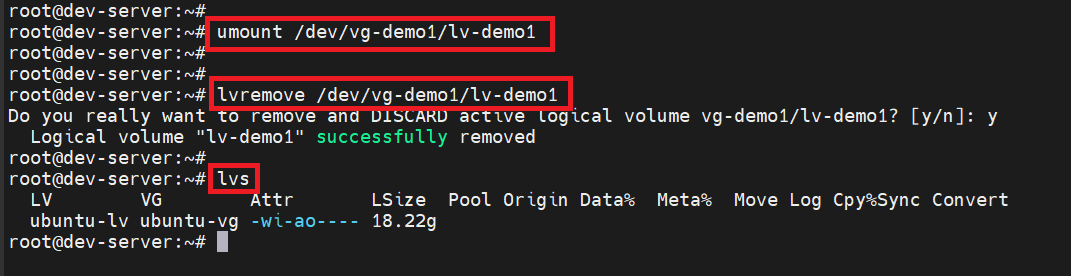 root@dev-server:~#
root@dev-server:~# umount /dev/vg-demo1/lv-demo1
root@dev-server:~#
root@dev-server:~#
root@dev-server:~# lvremove /dev/vg-demo1/lv-demo1
Do you really want to remove and DISCARD active logical volume vg-demo1/lv-demo1? [y/n]: y
  Logical volume "lv-demo1" successfully removed
root@dev-server:~#
root@dev-server:~# lvs
  LV        VG        Attr       LSize  Pool Origin Data%  Meta%  Move Log Cpy%Sync Convert
  ubuntu-lv ubuntu-vg -wi-ao---- 18.22g
root@dev-server:~#